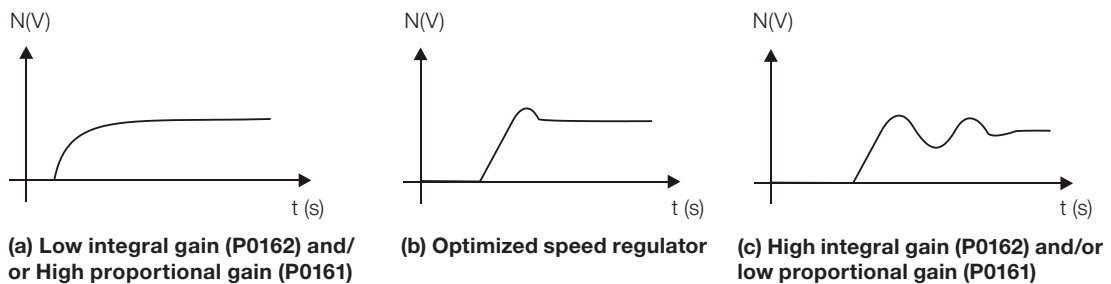 N(V)
t (s)
(a) Low integral gain (P0162) and/
or High proportional gain (P0161)
N(V)
t (s)
(b) Optimized speed regulator
N(V)
t (s)
(c) High integral gain (P0162) and/or
low proportional gain (P0161)